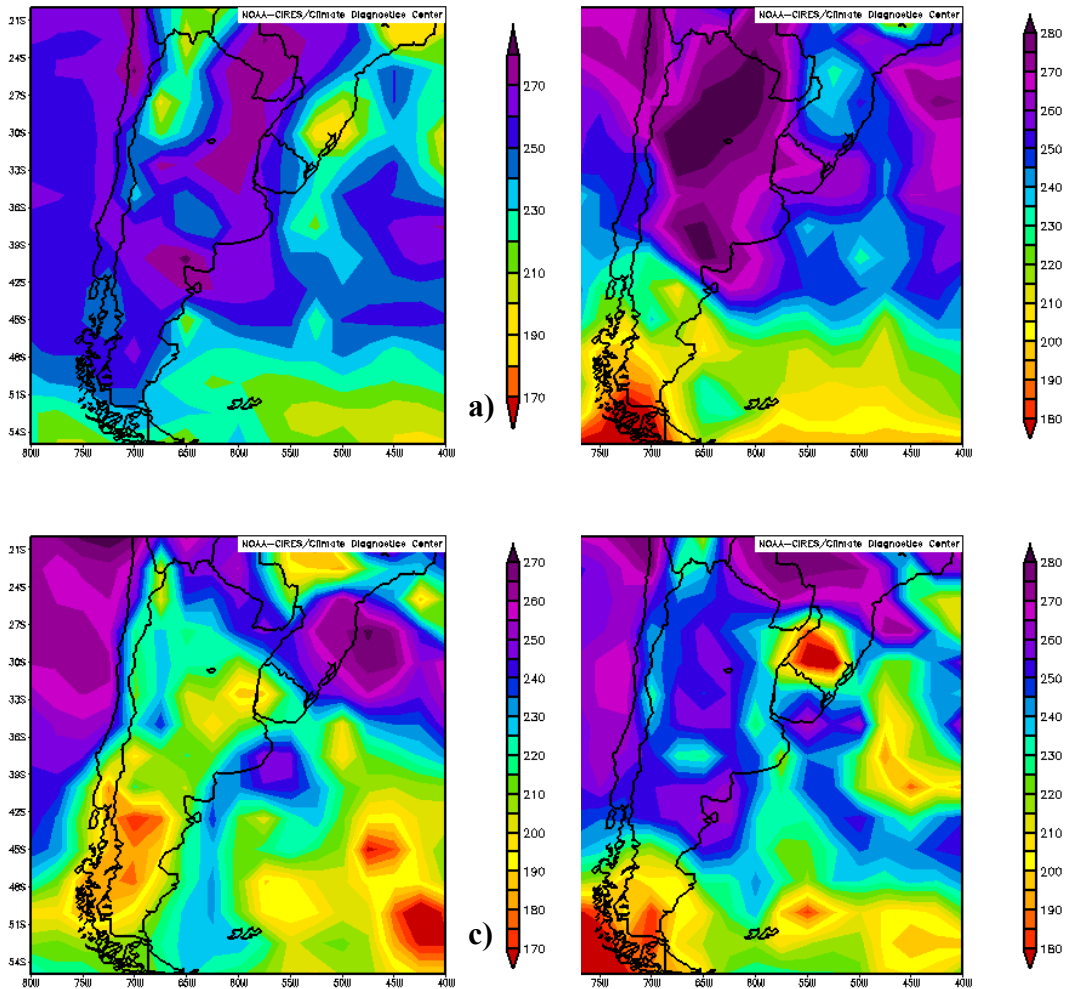 NOAA-CIRES/Climate Diagnostics Center
21S
24S
27S
30S
33S
36S
39S
42S
45S
48S
51S
54S
80W 75W 70W 65W 60W 55W 50W 45W 40W
270
250
230
210
190
170
a)
NOAA-CIRES/Climate Diagnostics Center
75W 70W 65W 60W 55W 50W 45W 40W
280
270
260
250
240
230
220
210
200
190
180
NOAA-CIRES/Climate Diagnostics Center
21S
24S
27S
30S
33S
36S
39S
42S
45S
48S
51S
54S
80W 75W 70W 65W 60W 55W 50W 45W 40W
270
260
250
240
230
220
210
200
190
180
170
c)
NOAA-CIRES/Climate Diagnostics Center
75W 70W 65W 60W 55W 50W 45W 40W
280
270
260
250
240
230
220
210
200
190
180